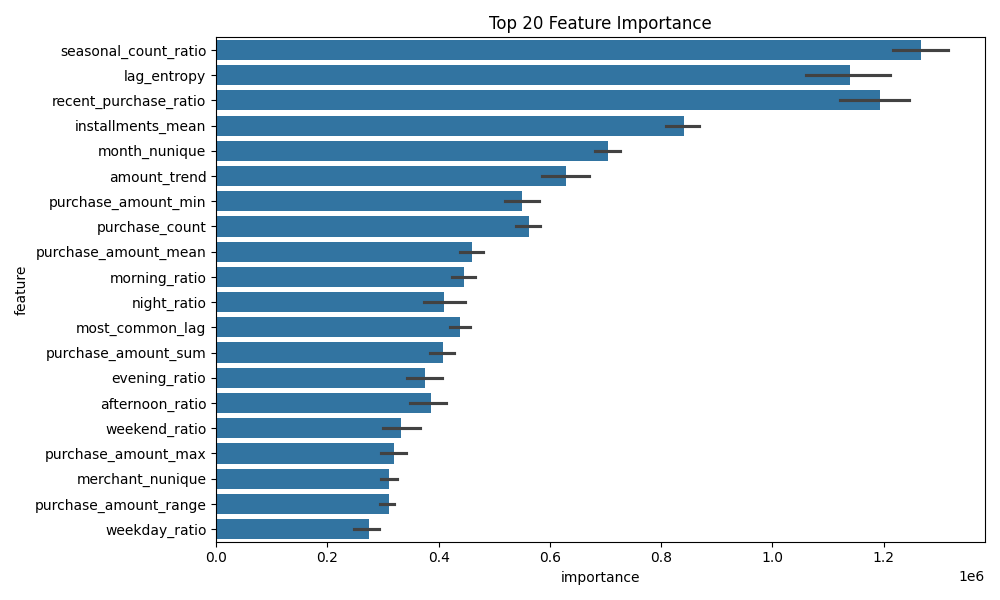 Top 20 Feature Importance
feature
seasonal_count_ratio
lag_entropy
recent_purchase_ratio
installments_mean
month_nunique
amount_trend
purchase_amount_min
purchase_count
purchase_amount_mean
morning_ratio
night_ratio
most_common_lag
purchase_amount_sum
evening_ratio
afternoon_ratio
weekend_ratio
purchase_amount_max
merchant_nunique
purchase_amount_range
weekday_ratio
0.0 0.2 0.4 0.6 0.8 1.0 1.2
1e6
importance